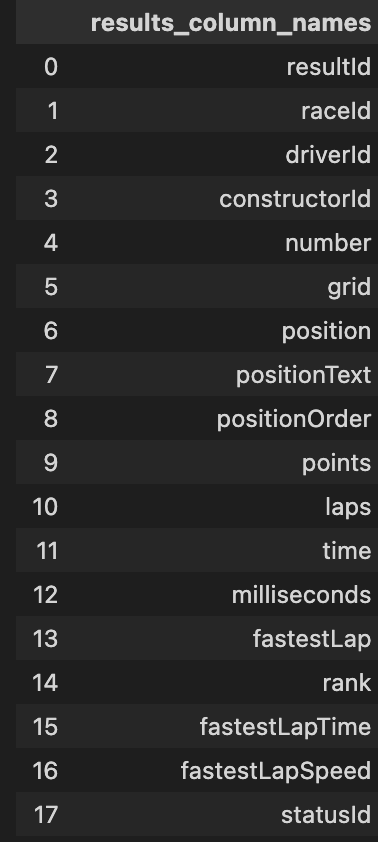 results_column_names
0 resultId
1 raceId
2 driverId
3 constructorId
4 number
5 grid
6 position
7 positionText
8 positionOrder
9 points
10 laps
11 time
12 milliseconds
13 fastestLap
14 rank
15 fastestLapTime
16 fastestLapSpeed
17 statusId